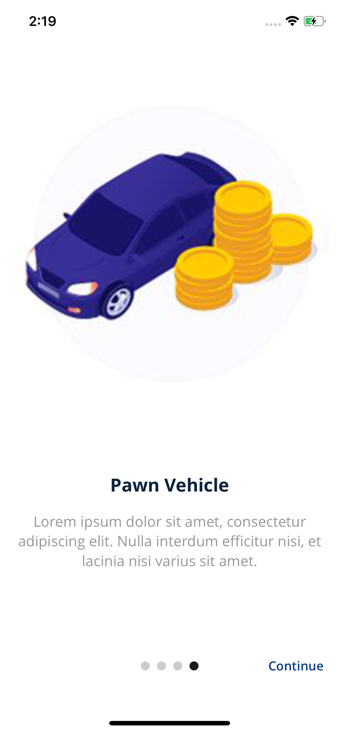 2:19
Pawn Vehicle
Lorem ipsum dolor sit amet, consectetur
adipiscing elit. Nulla interdum efficitur nisi, et
lacinia nisi varius sit amet.
Continue